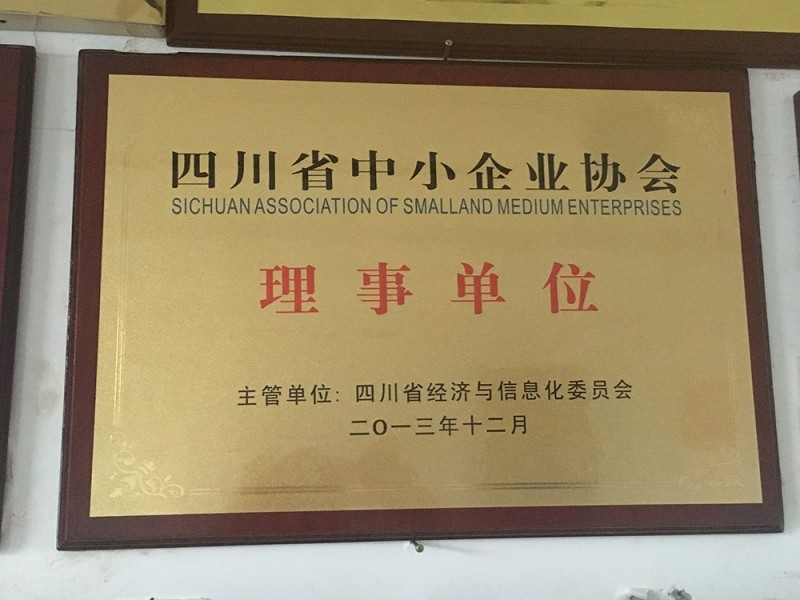 四川省中小企业协会
SICHUAN ASSOCIATION OF SMALLAND MEDIUM ENTERPRISES
理事单位
主管单位：四川省经济与信息化委员会
二O一三年十二月